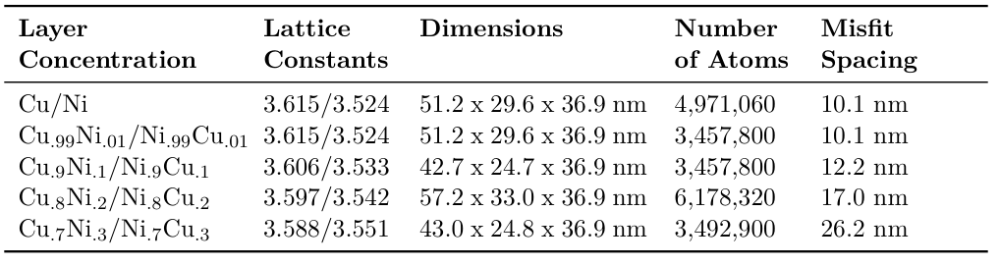 Layer Concentration Lattice Constants Dimensions Number of Atoms Misfit Spacing
Cu/Ni 3.615/3.524 51.2 x 29.6 x 36.9 nm 4,971,060 10.1 nm
Cu.99Ni.01/Ni.99Cu.01 3.615/3.524 51.2 x 29.6 x 36.9 nm 3,457,800 10.1 nm
Cu.9Ni.1/Ni.9Cu.1 3.606/3.533 42.7 x 24.7 x 36.9 nm 3,457,800 12.2 nm
Cu.8Ni.2/Ni.8Cu.2 3.597/3.542 57.2 x 33.0 x 36.9 nm 6,178,320 17.0 nm
Cu.7Ni.3/Ni.7Cu.3 3.588/3.551 43.0 x 24.8 x 36.9 nm 3,492,900 26.2 nm